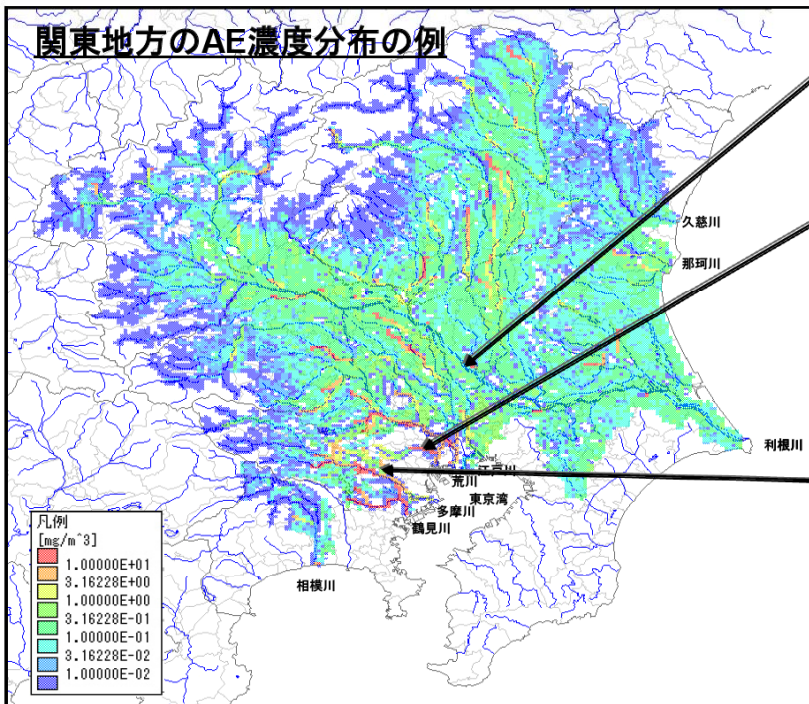 関東地方のAE濃度分布の例
久慈川
那珂川
利根川
江戸川
荒川
東京湾
多摩川
鶴見川
相模川
凡例
[mg/m^3]
1.00000E+01
3.16228E+00
1.00000E+00
3.16228E-01
1.00000E-01
3.16228E-02
1.00000E-02